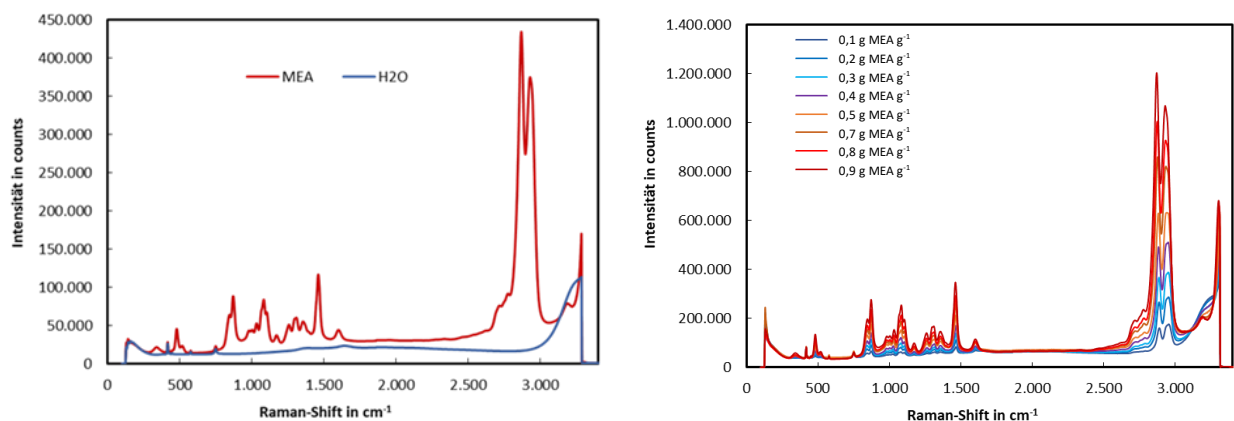 450.000
400.000
350.000
300.000
250.000
200.000
150.000
100.000
50.000
0
Intensität in counts
MEA H2O
0 500 1.000 1.500 2.000 2.500 3.000
Raman-Shift in cm⁻¹
1.400.000
1.200.000
1.000.000
800.000
600.000
400.000
200.000
0
Intensität in counts
0,1 g MEA g⁻¹
0,2 g MEA g⁻¹
0,3 g MEA g⁻¹
0,4 g MEA g⁻¹
0,5 g MEA g⁻¹
0,7 g MEA g⁻¹
0,8 g MEA g⁻¹
0,9 g MEA g⁻¹
0 500 1.000 1.500 2.000 2.500 3.000
Raman-Shift in cm⁻¹